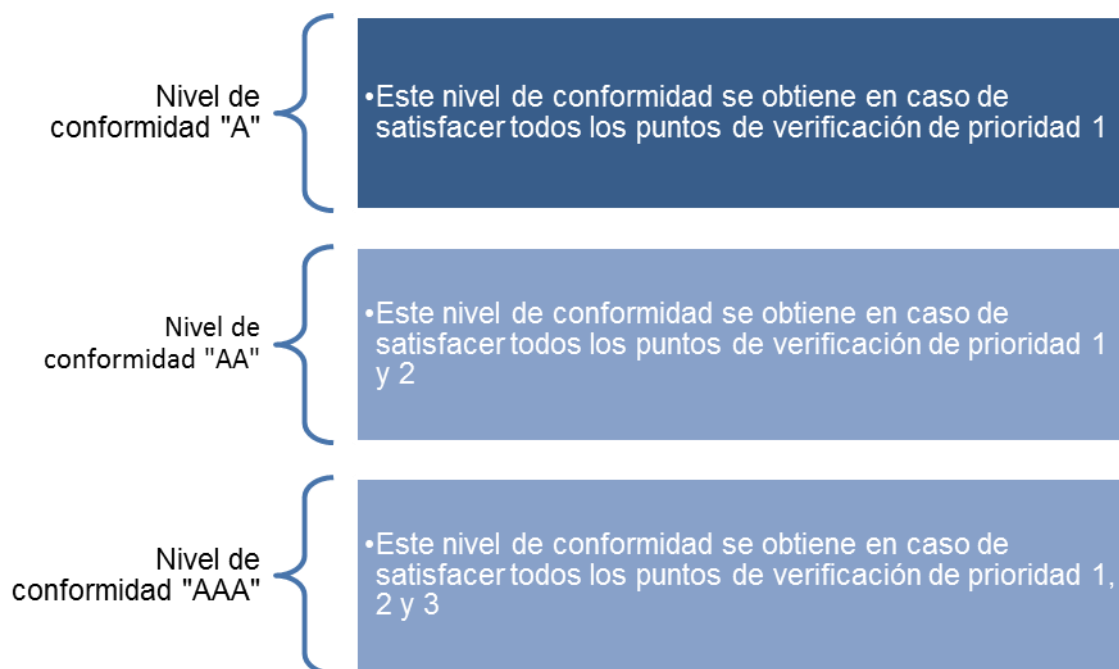 Nivel de
conformidad "A"
•Este nivel de conformidad se obtiene en caso de
satisfacer todos los puntos de verificación de prioridad 1
Nivel de
conformidad "AA"
•Este nivel de conformidad se obtiene en caso de
satisfacer todos los puntos de verificación de prioridad 1
y 2
Nivel de
conformidad "AAA"
•Este nivel de conformidad se obtiene en caso de
satisfacer todos los puntos de verificación de prioridad 1,
2 y 3